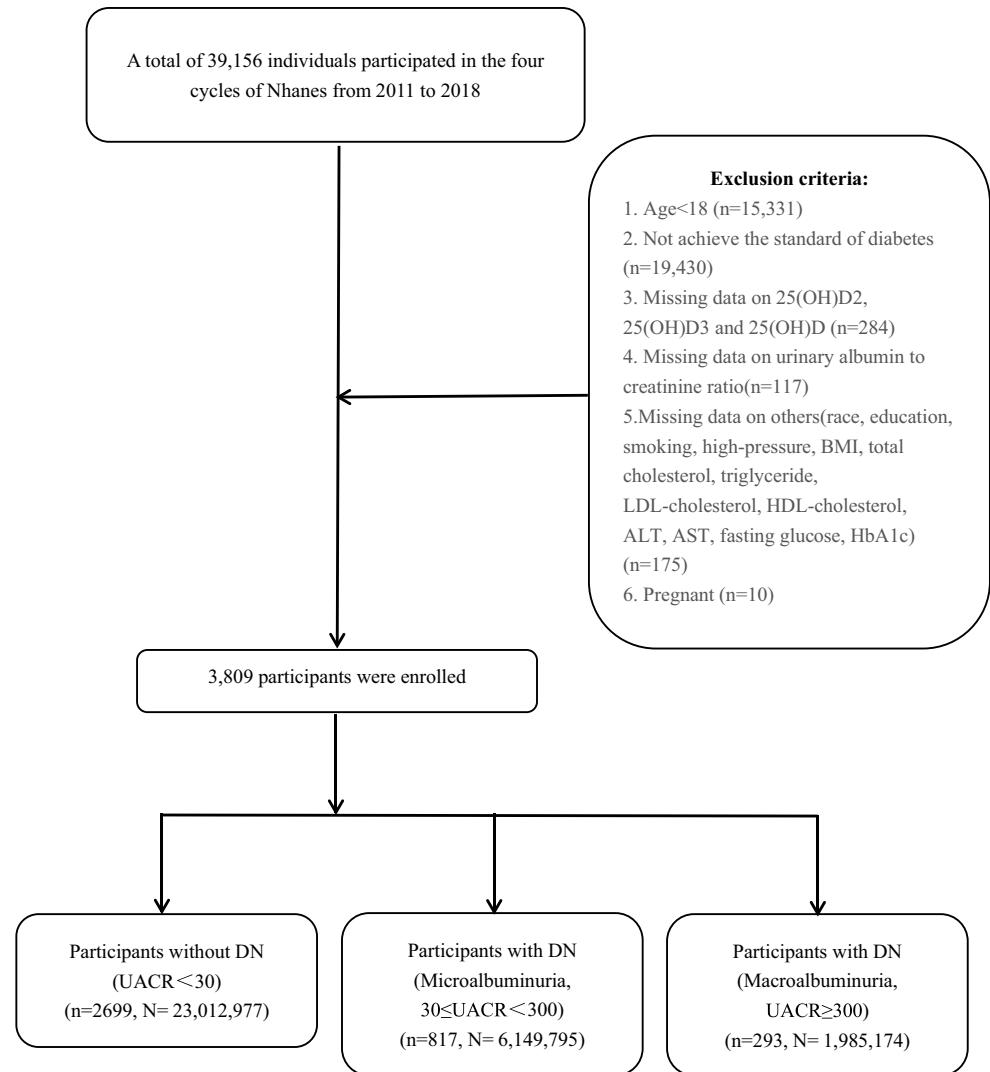 A total of 39,156 individuals participated in the four
cycles of Nhanes from 2011 to 2018
Exclusion criteria:
1. Age<18 (n=15,331)
2. Not achieve the standard of diabetes
(n=19,430)
3. Missing data on 25(OH)D2,
25(OH)D3 and 25(OH)D (n=284)
4. Missing data on urinary albumin to
creatinine ratio(n=117)
5.Missing data on others(race, education,
smoking, high-pressure, BMI, total
cholesterol, triglyceride,
LDL-cholesterol, HDL-cholesterol,
ALT, AST, fasting glucose, HbA1c)
(n=175)
6. Pregnant (n=10)
3,809 participants were enrolled
Participants without DN
(UACR＜30)
(n=2699, N= 23,012,977)
Participants with DN
(Microalbuminuria,
30≤UACR＜300)
(n=817, N= 6,149,795)
Participants with DN
(Macroalbuminuria,
UACR≥300)
(n=293, N= 1,985,174)